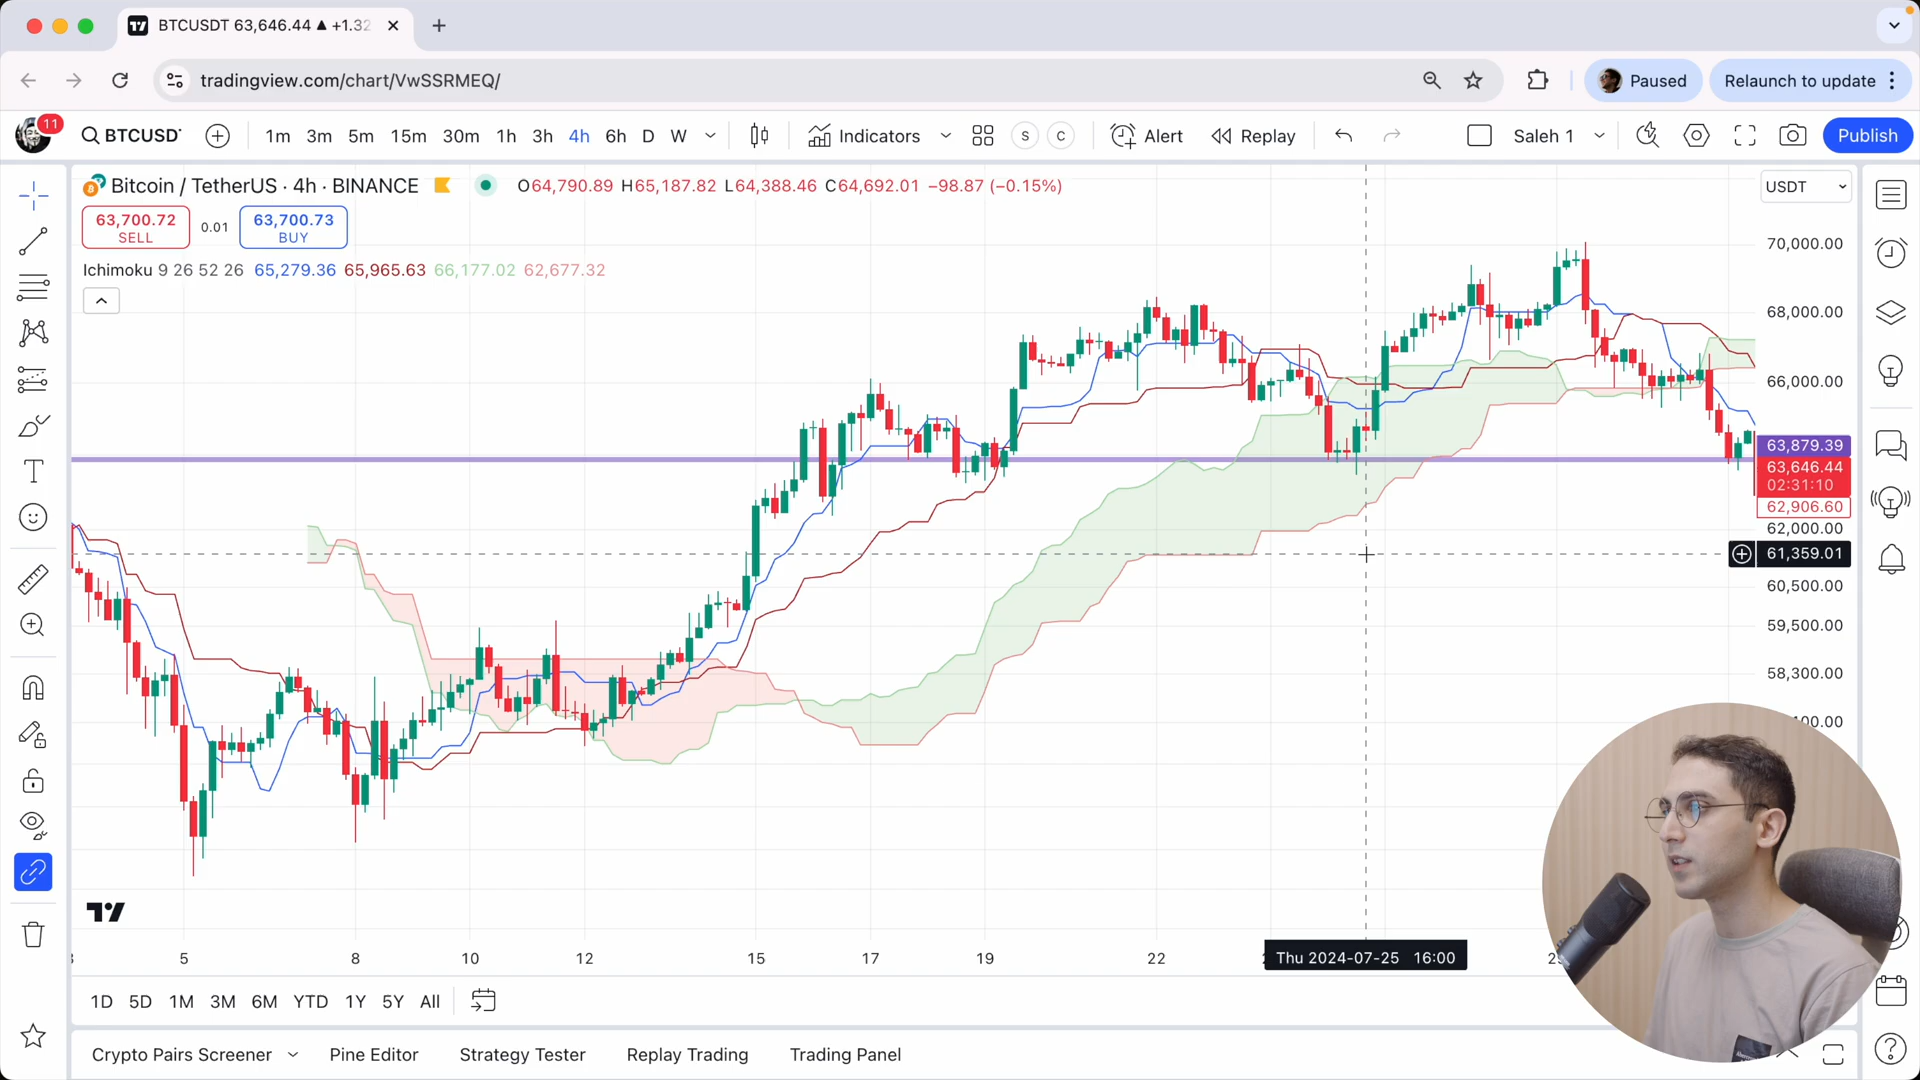 BTCUSDT 63,646.44 ▲ +1.32
tradingview.com/chart/VwSSRMEQ/
Paused
Relaunch to update
11
BTCUSD
1m 3m 5m 15m 30m 1h 3h 4h 6h D W
Indicators
S
C
Alert
Replay
Saleh 1
Publish
Bitcoin / TetherUS · 4h · BINANCE
O64,790.89 H65,187.82 L64,388.46 C64,692.01 −98.87 (−0.15%)
USDT
63,700.72
SELL
0.01
63,700.73
BUY
Ichimoku 9 26 52 26 65,279.36 65,965.63 66,177.02 62,677.32
70,000.00
68,000.00
66,000.00
63,879.39
63,646.44
02:31:10
62,906.60
62,000.00
61,359.01
60,500.00
59,500.00
58,300.00
5 8 10 12 15 17 19 22
Thu 2024-07-25 16:00
1D 5D 1M 3M 6M YTD 1Y 5Y All
Crypto Pairs Screener
Pine Editor
Strategy Tester
Replay Trading
Trading Panel